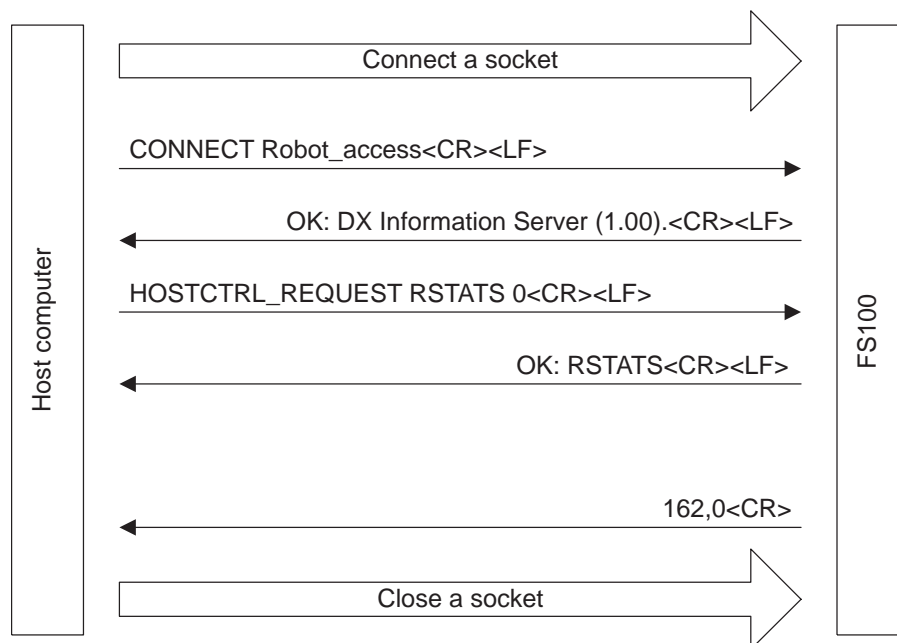 Connect a socket
CONNECT Robot_access<CR><LF>
OK: DX Information Server (1.00).<CR><LF>
HOSTCTRL_REQUEST RSTATS 0<CR><LF>
OK: RSTATS<CR><LF>
162,0<CR>
Close a socket
Host computer
FS100